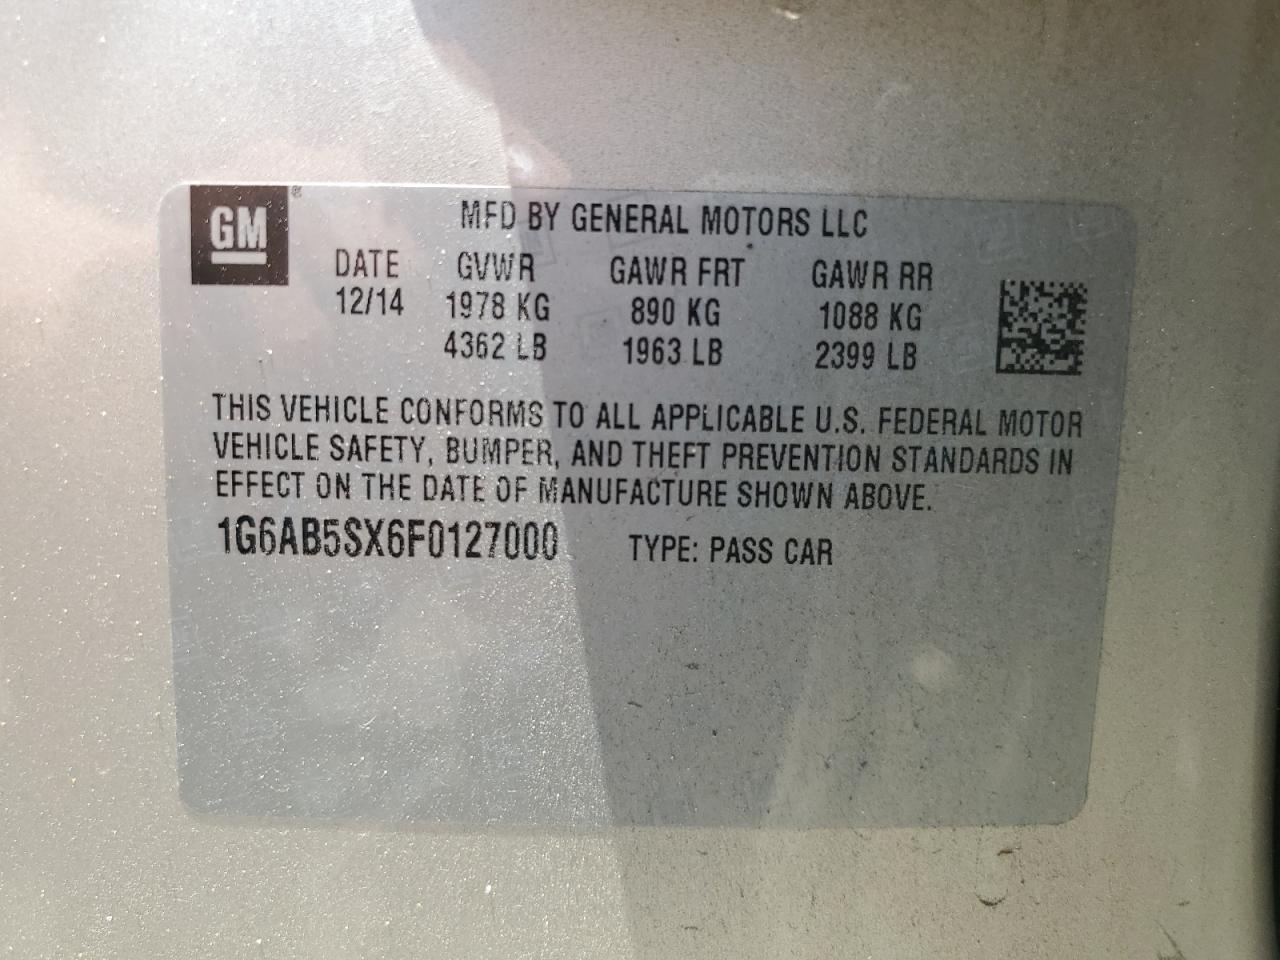 GM®
MFD BY GENERAL MOTORS LLC
DATE GVWR GAWR FRT GAWR RR
12/14 1978 KG 890 KG 1088 KG
4362 LB 1963 LB 2399 LB
THIS VEHICLE CONFORMS TO ALL APPLICABLE U.S. FEDERAL MOTOR
VEHICLE SAFETY, BUMPER, AND THEFT PREVENTION STANDARDS IN
EFFECT ON THE DATE OF MANUFACTURE SHOWN ABOVE.
1G6AB5SX6F0127000 TYPE: PASS CAR